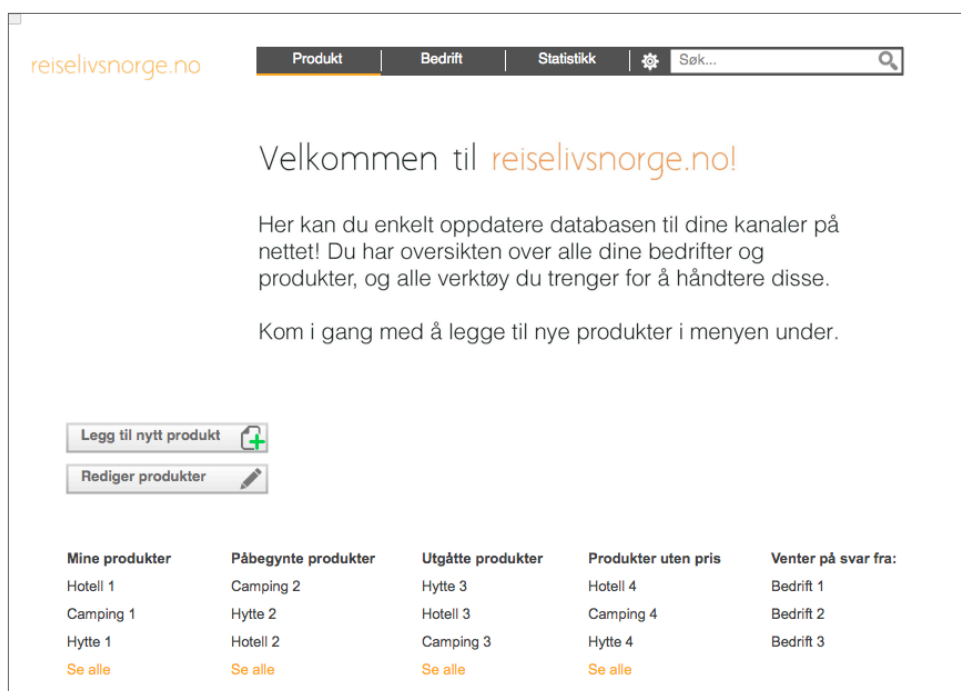 reiselivsnorge.no
Produkt
Bedrift
Statistikk
Søk...
Velkommen til reiselivsnorge.no!
Her kan du enkelt oppdatere databasen til dine kanaler på
nettet! Du har oversikten over alle dine bedrifter og
produkter, og alle verktøy du trenger for å håndtere disse.
Kom i gang med å legge til nye produkter i menyen under.
Legg til nytt produkt
Rediger produkter
Mine produkter
Hotell 1
Camping 1
Hytte 1
Se alle
Påbegynte produkter
Camping 2
Hytte 2
Hotell 2
Se alle
Utgåtte produkter
Hytte 3
Hotell 3
Camping 3
Se alle
Produkter uten pris
Hotell 4
Camping 4
Hytte 4
Se alle
Venter på svar fra:
Bedrift 1
Bedrift 2
Bedrift 3